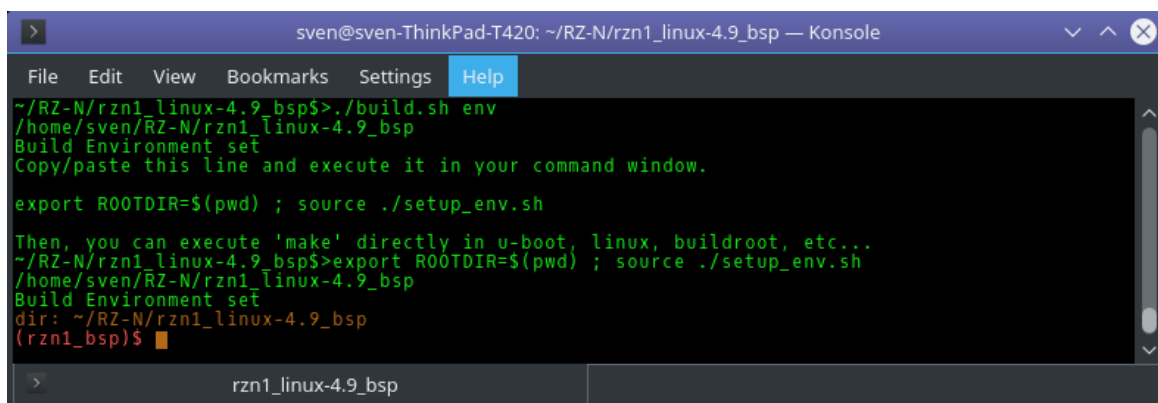 sven@sven-ThinkPad-T420: ~/RZ-N/rzn1_linux-4.9_bsp — Konsole
File Edit View Bookmarks Settings Help
~/RZ-N/rzn1_linux-4.9_bsp$>./build.sh env
/home/sven/RZ-N/rzn1_linux-4.9_bsp
Build Environment set
Copy/paste this line and execute it in your command window.
export ROOTDIR=$(pwd) ; source ./setup_env.sh
Then, you can execute 'make' directly in u-boot, linux, buildroot, etc...
~/RZ-N/rzn1_linux-4.9_bsp$>export ROOTDIR=$(pwd) ; source ./setup_env.sh
/home/sven/RZ-N/rzn1_linux-4.9_bsp
Build Environment set
dir: ~/RZ-N/rzn1_linux-4.9_bsp
(rzn1_bsp)$
rzn1_linux-4.9_bsp